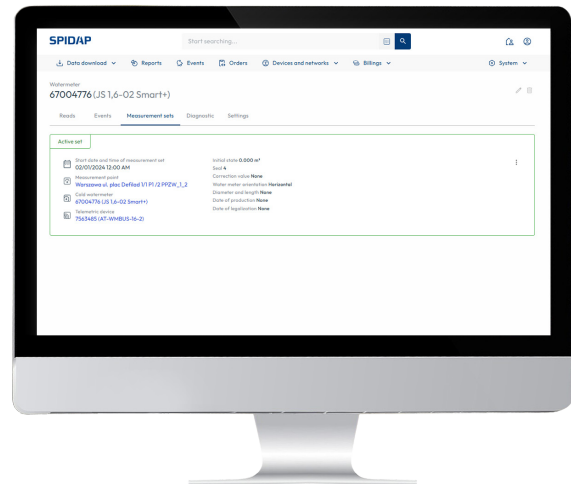 SPIDAP
Start searching...
Data download Reports Events Orders Devices and networks Billings System
Watermeter
67004776 (JS 1,6-02 Smart+)
Reads Events Measurement sets Diagnostic Settings
Active set
Start date and time of measurement set
02/01/2024 12:00 AM
Measurement point
Warszawa ul. plac Defilad 1/1 P1 /2 PPZW_1_2
Cold watermeter
67004776 (JS 1,6-02 Smart+)
Telemetric device
7563485 (AT-WMBUS-16-2)
Initial state 0.000 m³
Seal 4
Correction value None
Water meter orientation Horizontal
Diameter and length None
Date of production None
Date of legalization None